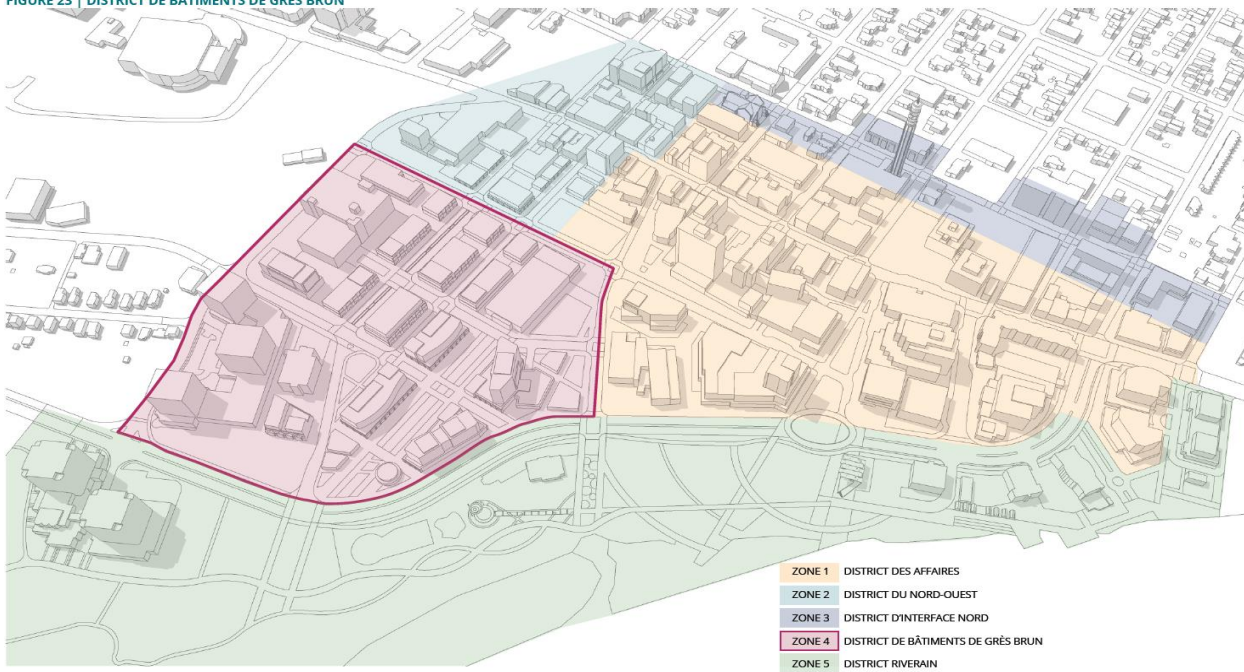 FIGURE 23 | DISTRICT DE BÂTIMENTS DE GRÈS BRUN
ZONE 1 DISTRICT DES AFFAIRES
ZONE 2 DISTRICT DU NORD-OUEST
ZONE 3 DISTRICT D'INTERFACE NORD
ZONE 4 DISTRICT DE BÂTIMENTS DE GRÈS BRUN
ZONE 5 DISTRICT RIVERAIN